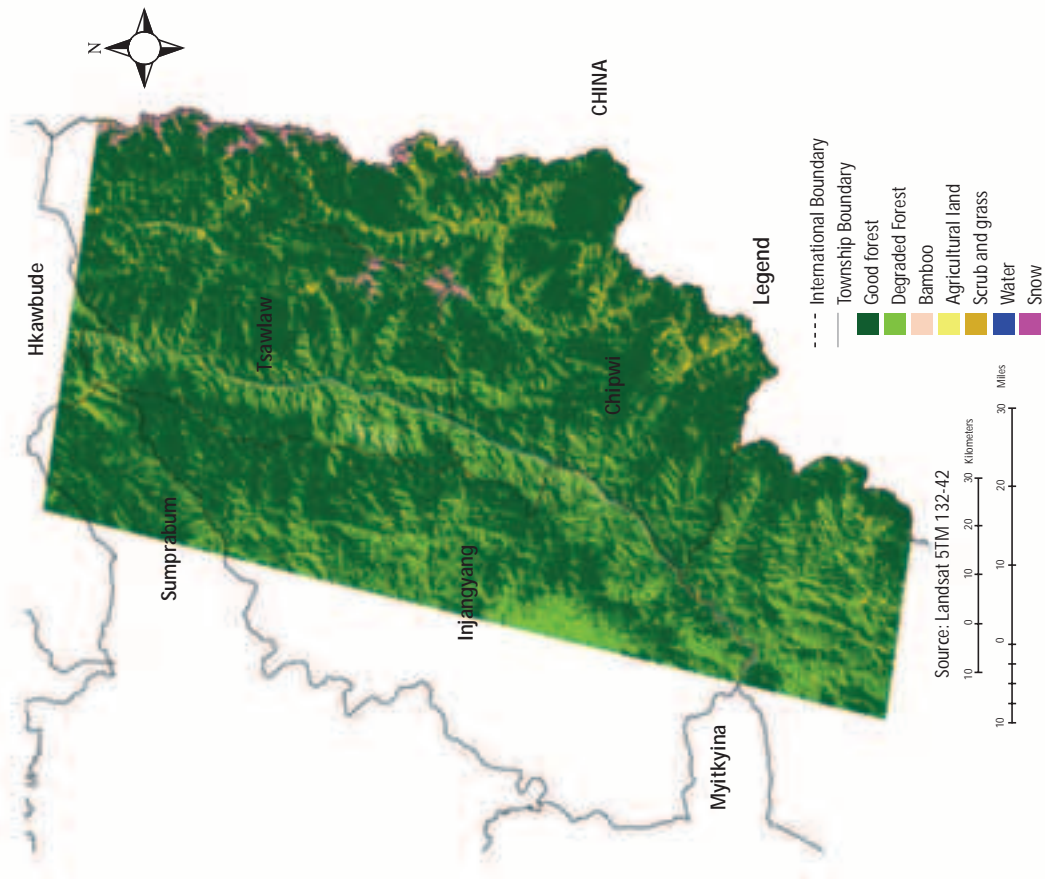 N
CHINA
Hkawbude
Tsawlaw
Chipwi
Sumprabum
Injangyang
Myitkyina
Legend
International Boundary
Township Boundary
Good forest
Degraded Forest
Bamboo
Agricultural land
Scrub and grass
Water
Snow
Source: Landsat 5TM 132-42
10 0 10 20 30 Kilometers
10 0 10 20 30 Miles